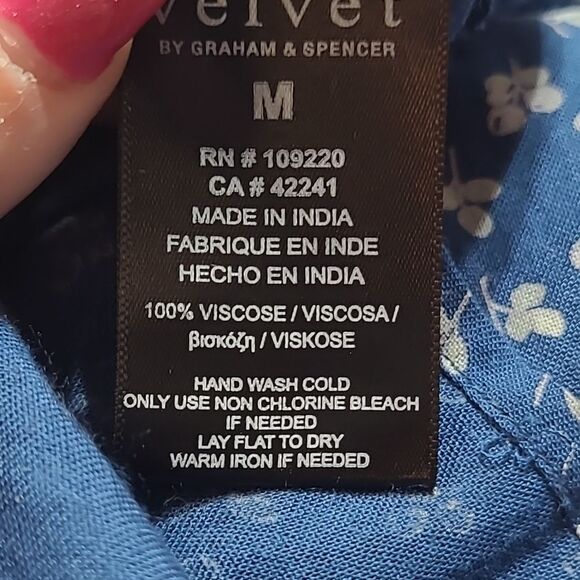 velvet
BY GRAHAM & SPENCER
M
RN # 109220
CA # 42241
MADE IN INDIA
FABRIQUE EN INDE
HECHO EN INDIA
100% VISCOSE / VISCOSA /
βισκόζη / VISKOSE
HAND WASH COLD
ONLY USE NON CHLORINE BLEACH
IF NEEDED
LAY FLAT TO DRY
WARM IRON IF NEEDED